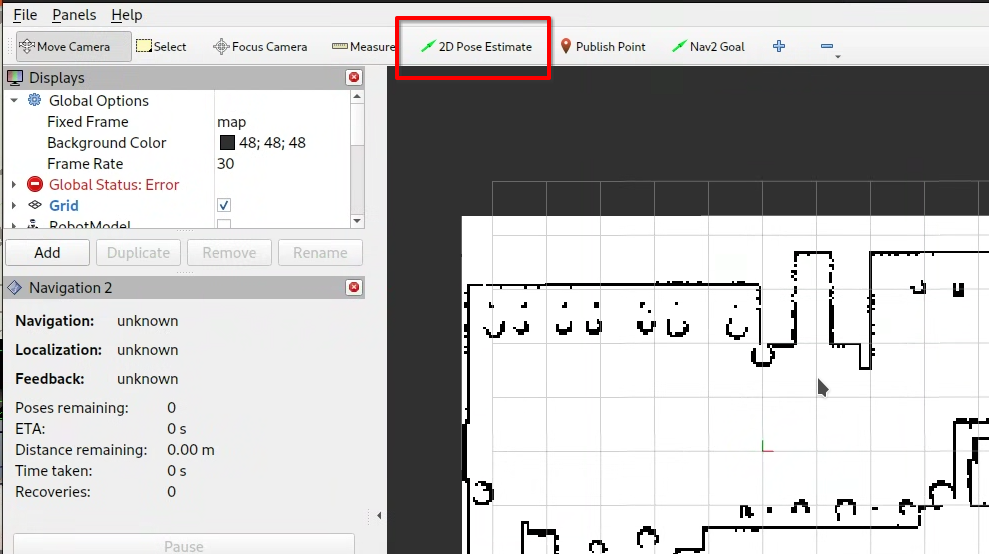 File Panels Help
Move Camera Select Focus Camera Measure 2D Pose Estimate Publish Point Nav2 Goal
Displays
Global Options
Fixed Frame map
Background Color 48; 48; 48
Frame Rate 30
Global Status: Error
Grid
RobotModel
Add Duplicate Remove Rename
Navigation 2
Navigation: unknown
Localization: unknown
Feedback: unknown
Poses remaining: 0
ETA: 0 s
Distance remaining: 0.00 m
Time taken: 0 s
Recoveries: 0
Pause